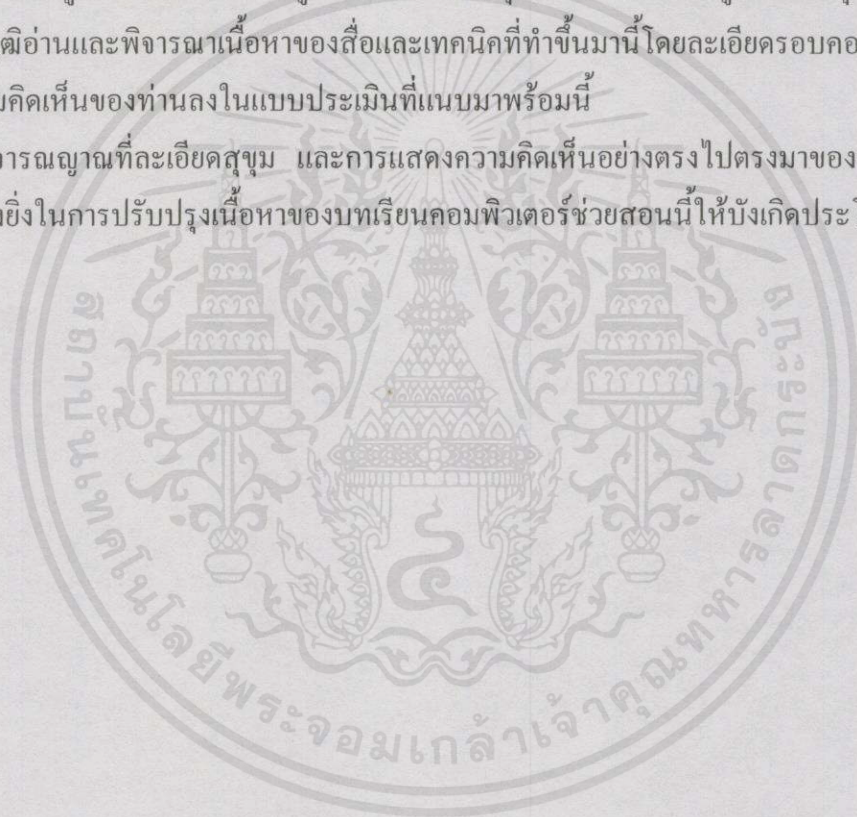 ฒิอ่านและพิจารณาเนื้อหาของสื่อและเทคนิคที่ทำขึ้นมานี้โดยละเอียดรอบคอ
คิดเห็นของท่านลงในแบบประเมินที่แนบมาพร้อมนี้
ารณญาณที่ละเอียดสุขุม และการแสดงความคิดเห็นอย่างตรงไปตรงมาของ
ยิ่งในการปรับปรุงเนื้อหาของบทเรียนคอมพิวเตอร์ช่วยสอนนี้ให้บังเกิดประโ
สถาบันเทคโนโลยีพระจอมเกล้าเจ้าคุณทหารลาดกระบัง